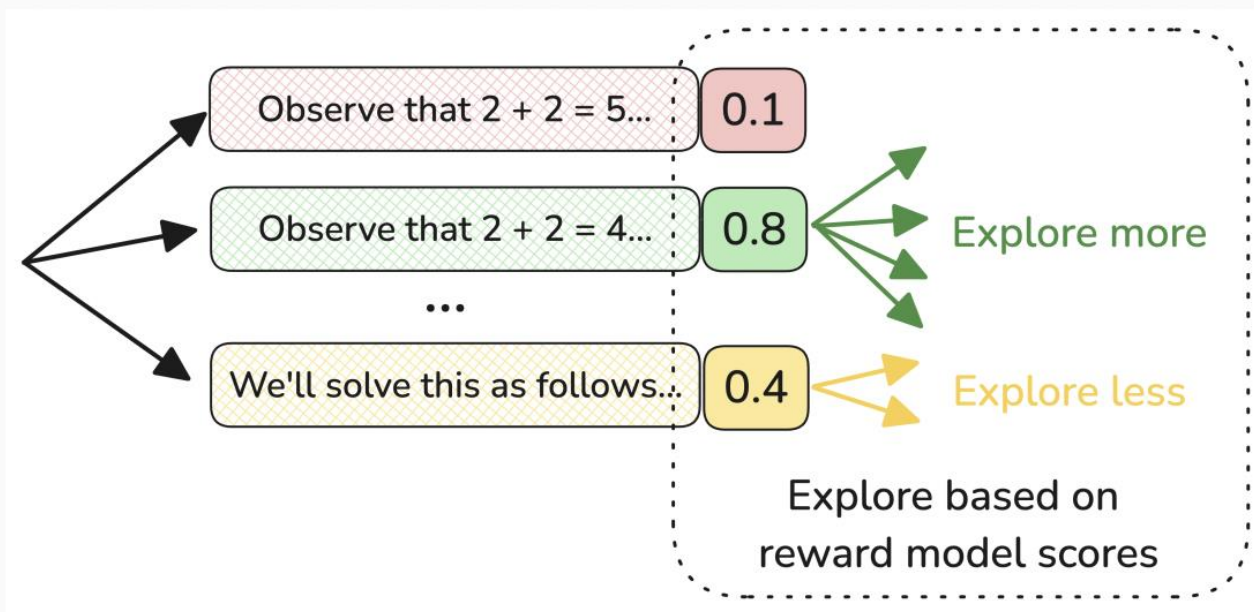 Observe that 2 + 2 = 5...
0.1
Observe that 2 + 2 = 4...
0.8
Explore more
...
We'll solve this as follows...
0.4
Explore less
Explore based on
reward model scores